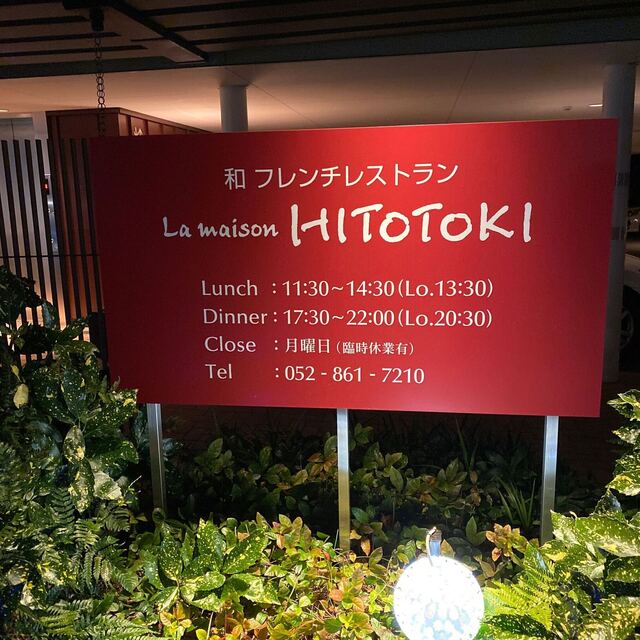 和 フレンチレストラン
La maison HITOTOKI
Lunch : 11:30~14:30(Lo.13:30)
Dinner : 17:30~22:00(Lo.20:30)
Close : 月曜日(臨時休業有)
Tel : 052 - 861 - 7210